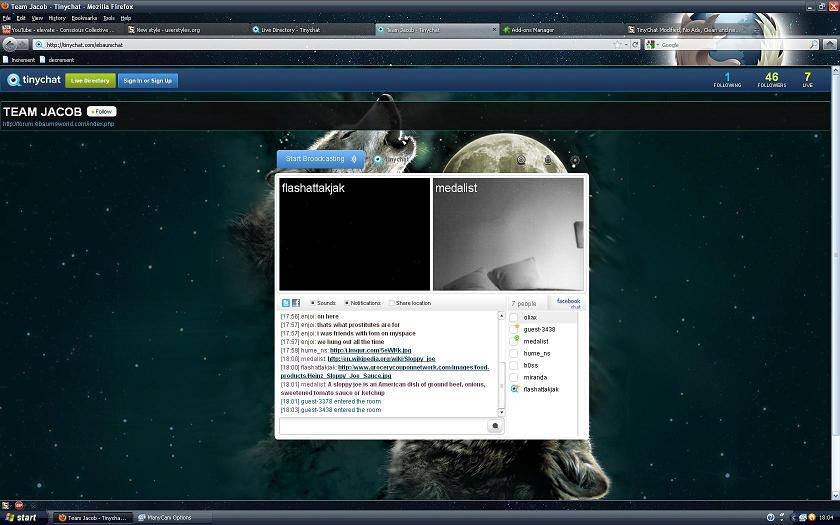 Team Jacob - Tinychat - Mozilla Firefox
File Edit View History Bookmarks Tools Help
YouTube - elevate - Conscious Collective ...
New style - userstyles.org
Live Directory - Tinychat
Team Jacob - Tinychat
Add-ons Manager
TinyChat Modified, No Ads, Clean and ne...
http://tinychat.com/ebaumchat
Google
increment decrement
tinychat
Live Directory
Sign In or Sign Up
1 FOLLOWING
46 FOLLOWERS
7 LIVE
TEAM JACOB
+ Follow
http://forum.ebaumsworld.com/index.php
Start Broadcasting
tinychat
flashattakjak
medalist
Sounds Notifications Share location
7 people
facebook
chat
[17:56] enjoi: on here
[17:57] enjoi: thats what prostitutes are for
[17:57] enjoi: i was friends with tom on myspace
[17:57] enjoi: we hung out all the time
[17:59] hume_ns: http://i.imgur.com/5eWKk.jpg
[18:00] medalist: http://en.wikipedia.org/wiki/Sloppy_joe
[18:00] flashattakjak: http://www.grocerycouponnetwork.com/images/food-
products/Heinz_Sloppy_Joe_Sauce.jpg
[18:01] medalist: A sloppy joe is an American dish of ground beef, onions,
sweetened tomato sauce or ketchup
[18:01] guest-3378 entered the room
[18:03] guest-3438 entered the room
guest-3438
medalist
hume_ns
b0ss
miranda
flashattakjak
start
Team Jacob - Tinycha...
ManyCam Options
18:04